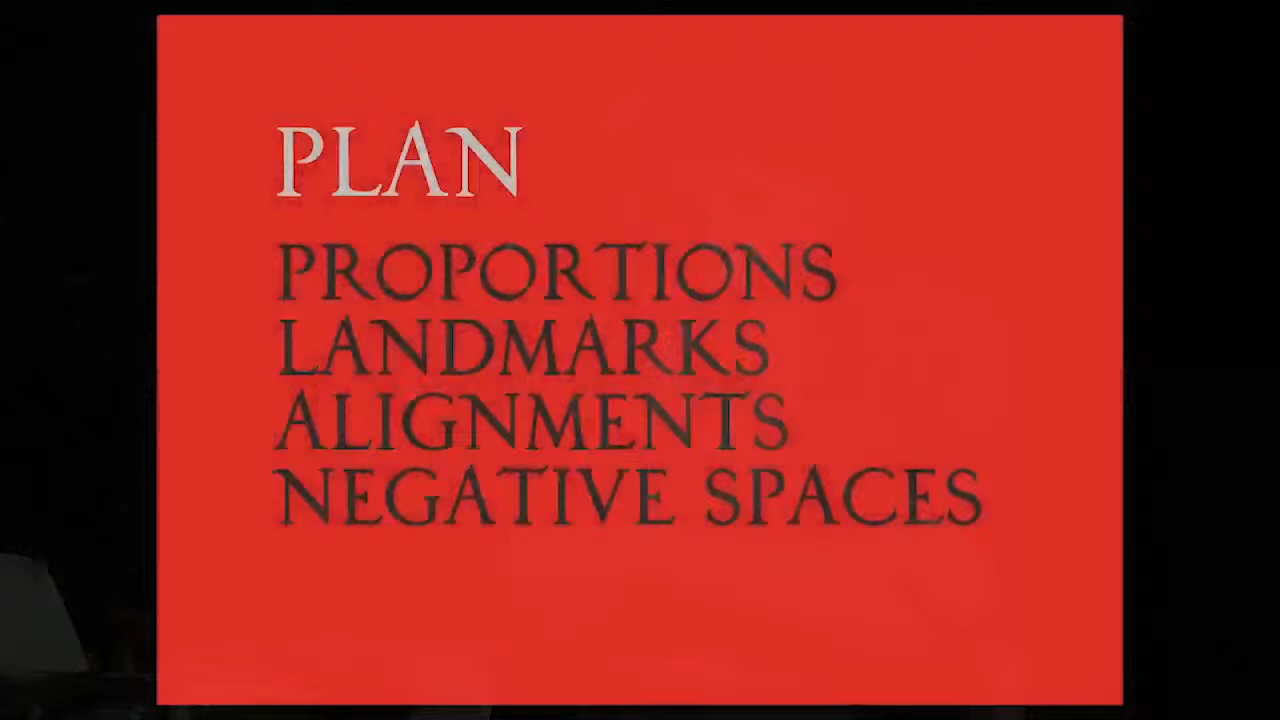 PLAN
PROPORTIONS
LANDMARKS
ALIGNMENTS
NEGATIVE SPACES